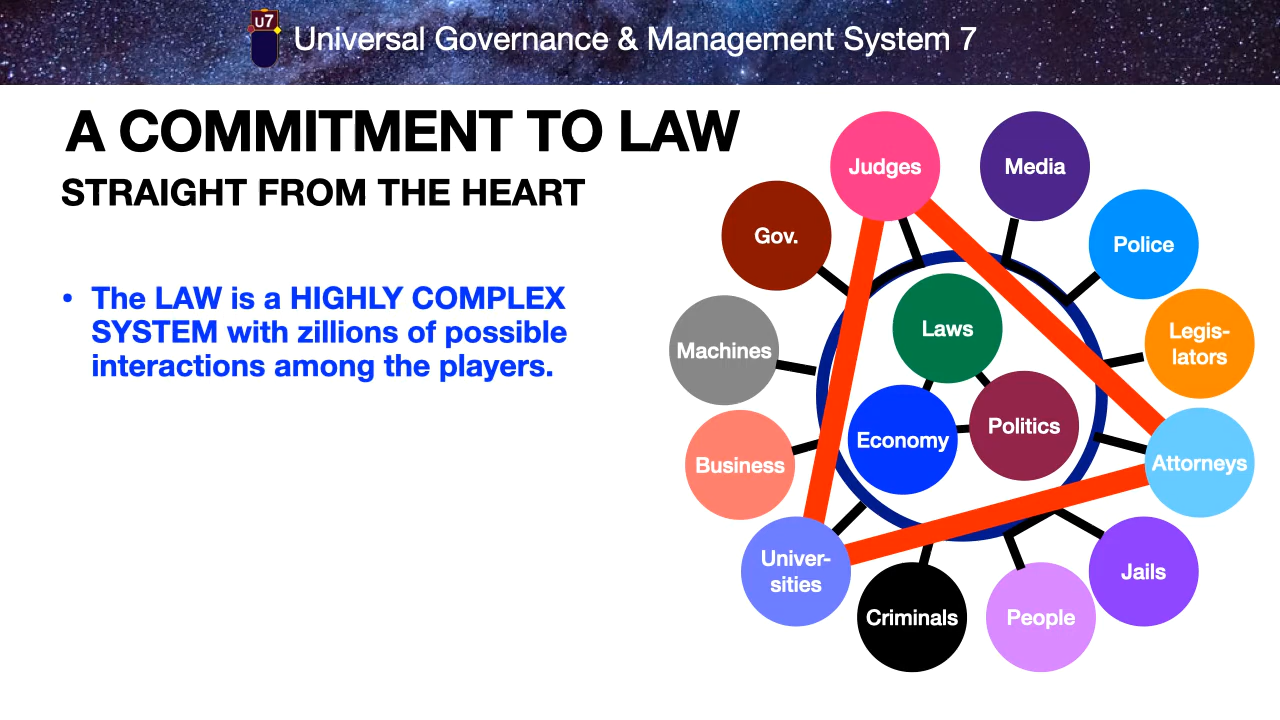 U7
Universal Governance & Management System 7
A COMMITMENT TO LAW
STRAIGHT FROM THE HEART
• The LAW is a HIGHLY COMPLEX
SYSTEM with zillions of possible
interactions among the players.
Judges
Media
Gov.
Police
Laws
Legis-
lators
Machines
Economy
Politics
Business
Attorneys
Univer-
sities
Jails
Criminals
People